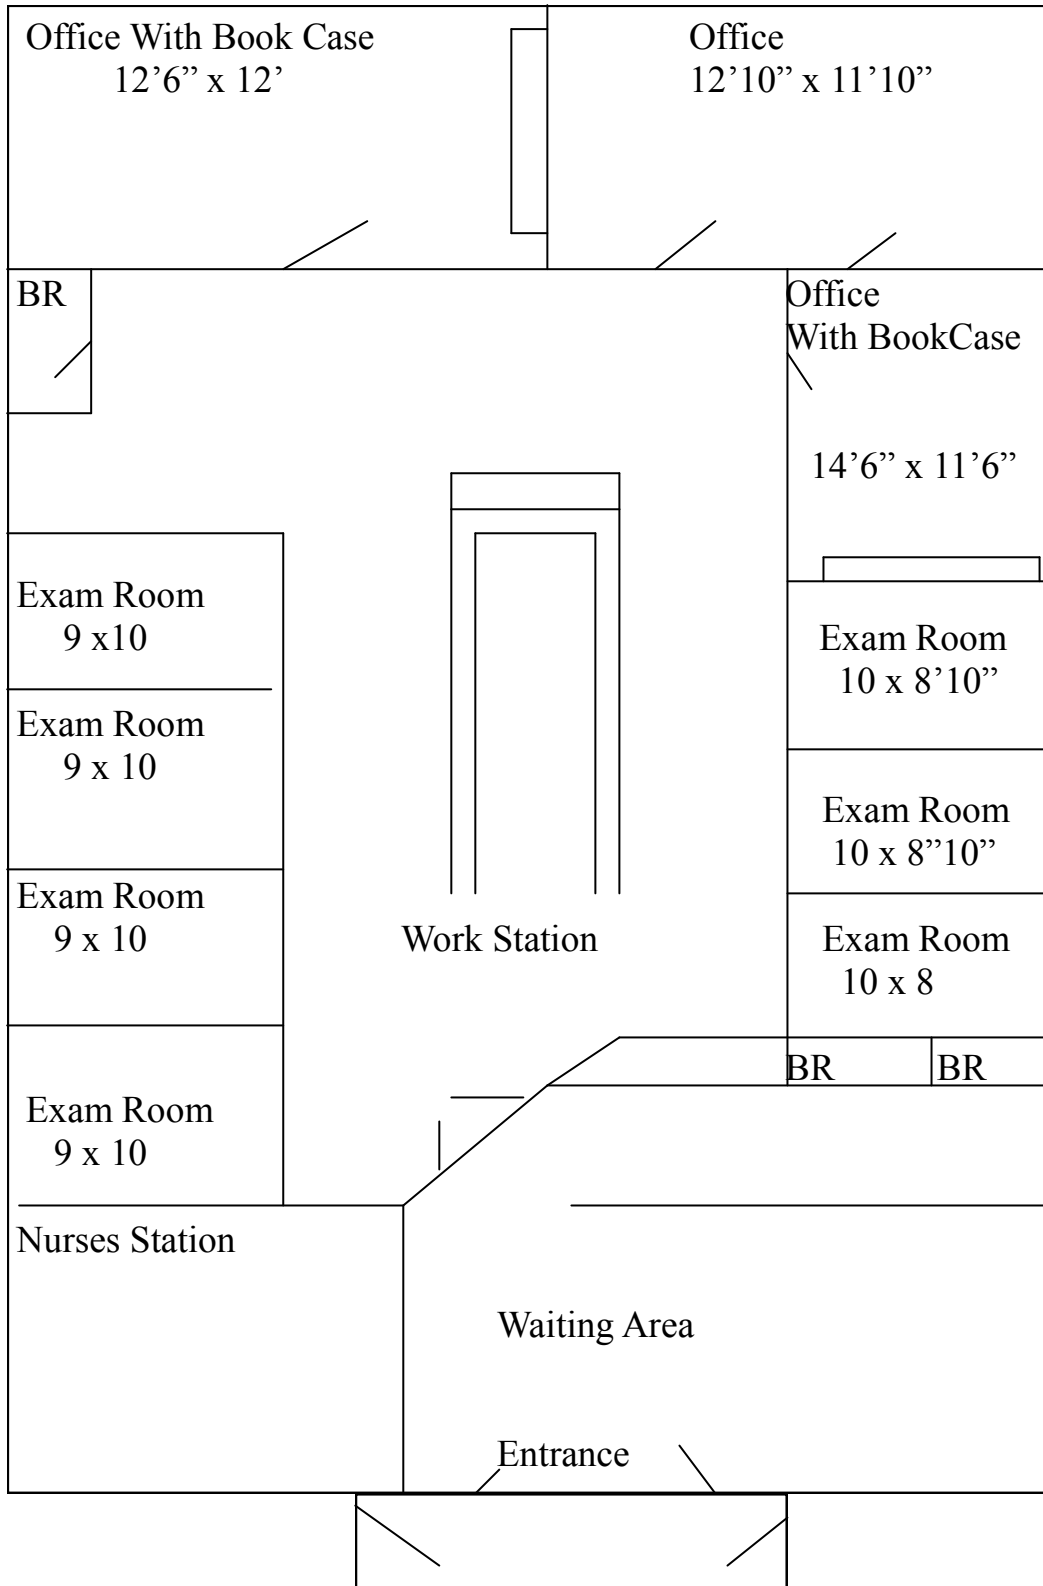 Office With Book Case
12’6” x 12’
Office
12’10” x 11’10”
BR
Office
With BookCase
14’6” x 11’6”
Exam Room
9 x10
Exam Room
10 x 8’10”
Exam Room
9 x 10
Exam Room
10 x 8”10”
Exam Room
9 x 10
Work Station
Exam Room
10 x 8
BR
BR
Exam Room
9 x 10
Nurses Station
Waiting Area
Entrance